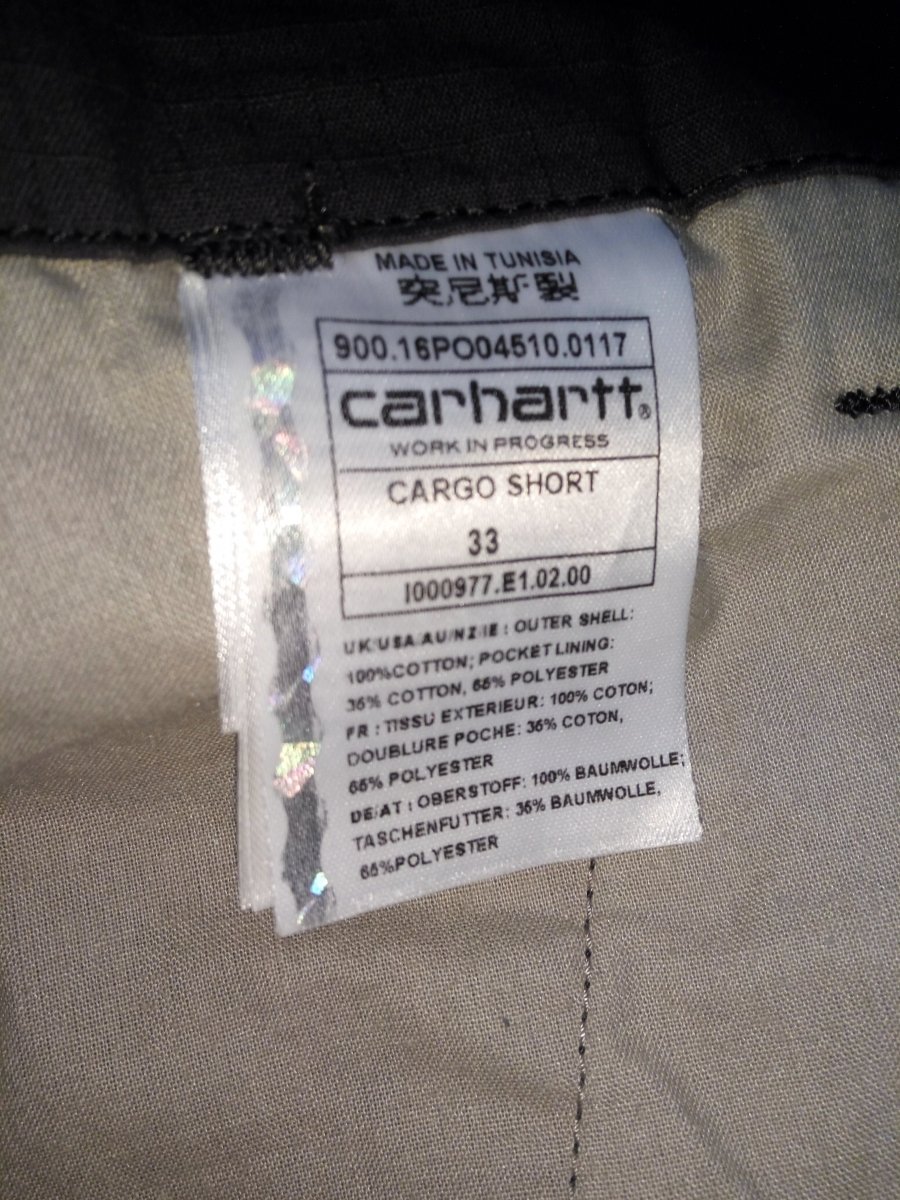 MADE IN TUNISIA
突尼斯製
900.16PO04510.0117
carhartt®
WORK IN PROGRESS
CARGO SHORT
33
I000977.E1.02.00
UK/USA/AU/NZ/IE : OUTER SHELL:
100%COTTON; POCKET LINING:
35% COTTON, 65% POLYESTER
FR : TISSU EXTERIEUR: 100% COTON;
DOUBLURE POCHE: 35% COTON,
65% POLYESTER
DE/AT : OBERSTOFF: 100% BAUMWOLLE;
TASCHENFUTTER: 35% BAUMWOLLE,
65%POLYESTER